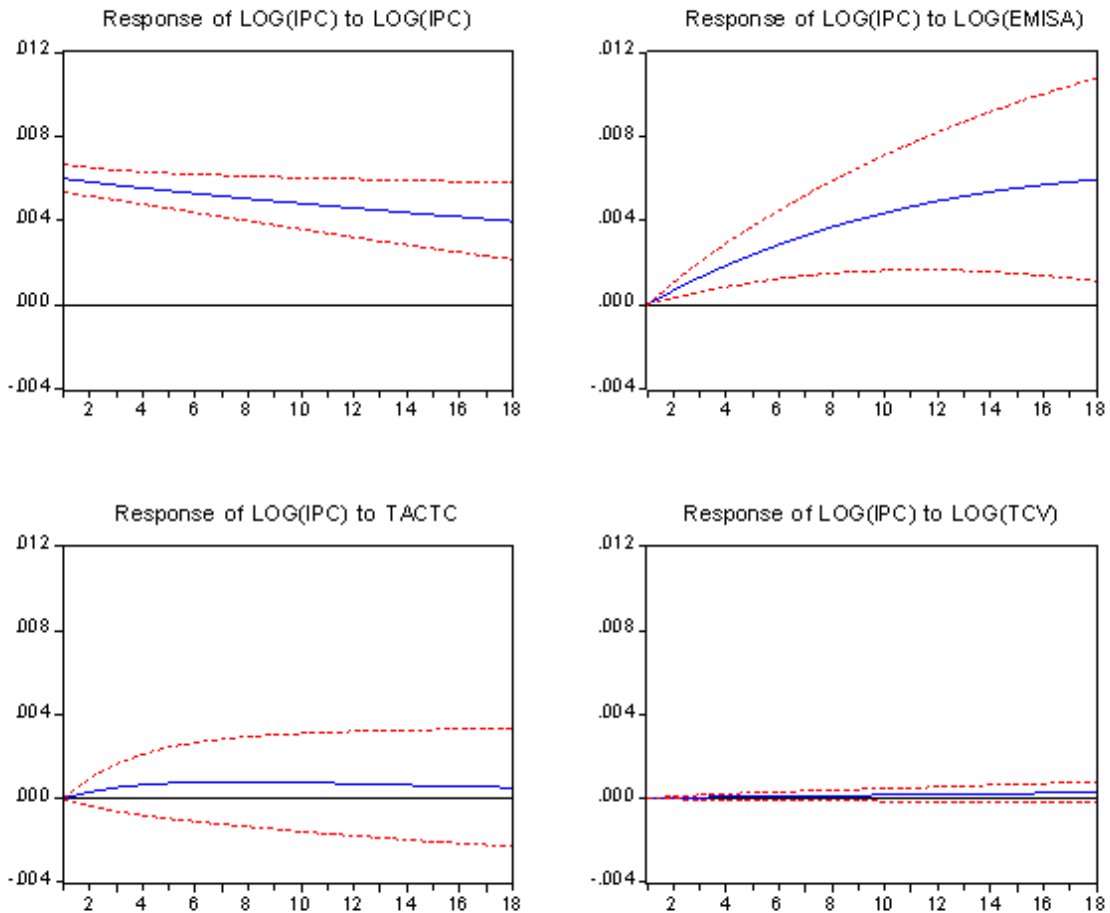 Response of LOG(IPC) to LOG(IPC)
.012
.008
.004
.000
-.004
2 4 6 8 10 12 14 16 18
Response of LOG(IPC) to LOG(EMISA)
.012
.008
.004
.000
-.004
2 4 6 8 10 12 14 16 18
Response of LOG(IPC) to TACTC
.012
.008
.004
.000
-.004
2 4 6 8 10 12 14 16 18
Response of LOG(IPC) to LOG(TCV)
.012
.008
.004
.000
-.004
2 4 6 8 10 12 14 16 18